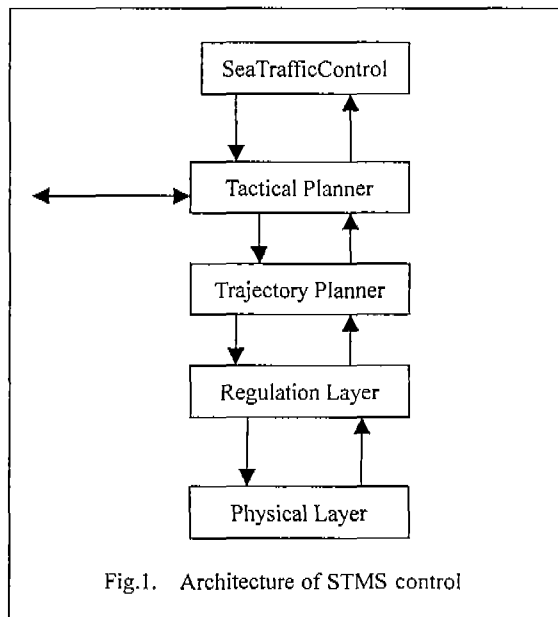 SeaTrafficControl
Tactical Planner
Trajectory Planner
Regulation Layer
Physical Layer
Fig.1. Architecture of STMS control